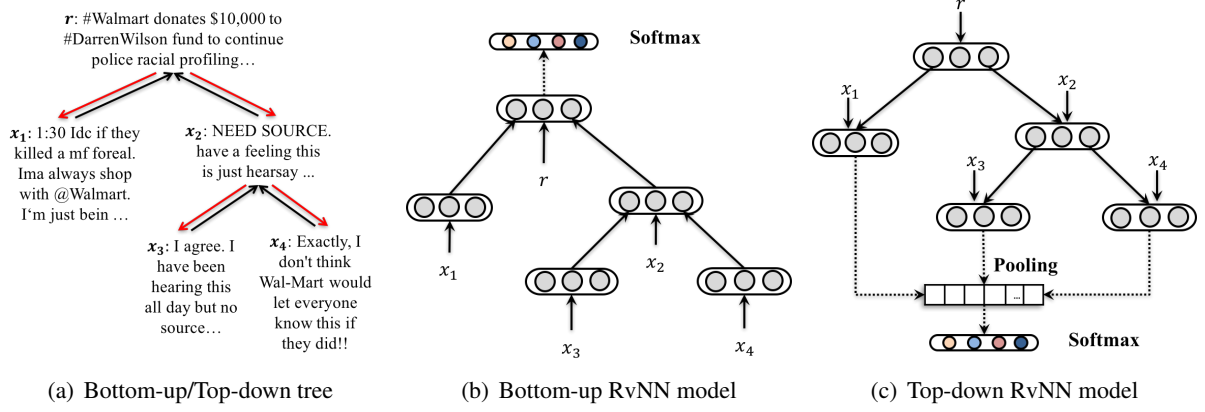 r: #Walmart donates $10,000 to
#DarrenWilson fund to continue
police racial profiling…
x1: 1:30 Idc if they
killed a mf foreal.
Ima always shop
with @Walmart.
I'm just bein …
x2: NEED SOURCE.
have a feeling this
is just hearsay ...
x3: I agree. I
have been
hearing this
all day but no
source…
x4: Exactly, I
don't think
Wal-Mart would
let everyone
know this if
they did!!
(a) Bottom-up/Top-down tree
Softmax
r
x1
x2
x3
x4
(b) Bottom-up RvNN model
r
x1
x2
x3
x4
Pooling
...
Softmax
(c) Top-down RvNN model